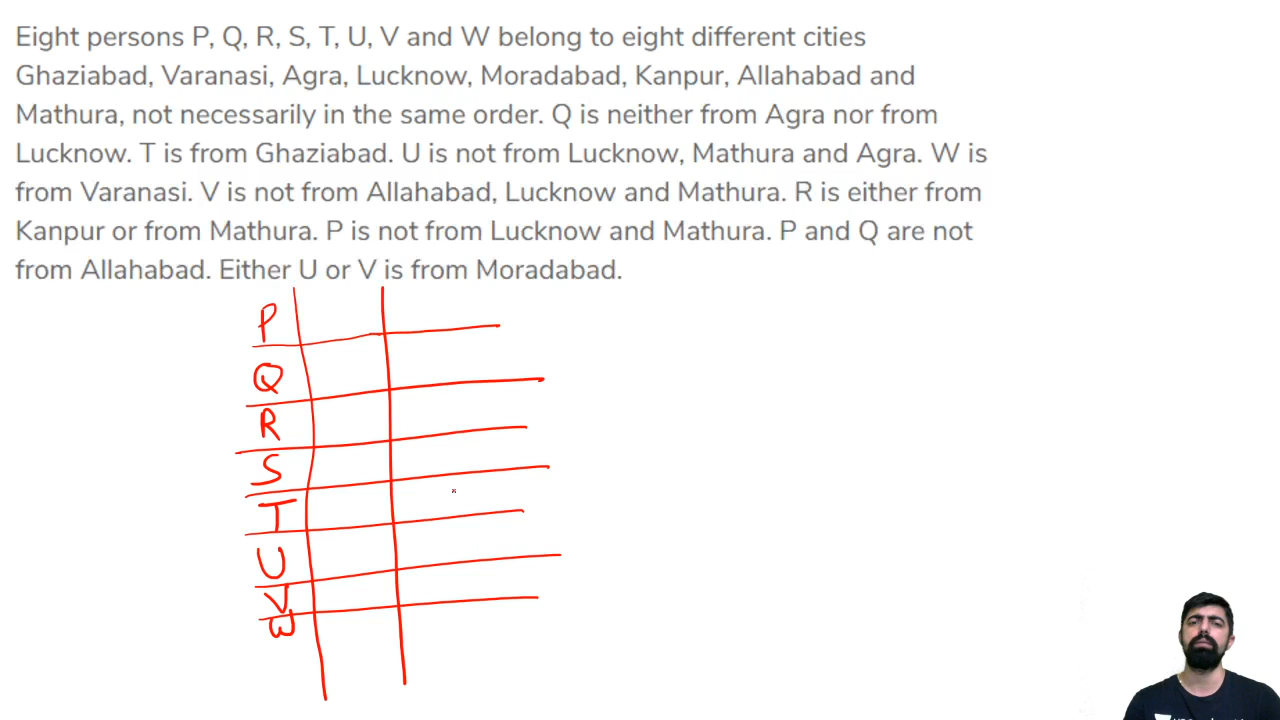 Eight persons P, Q, R, S, T, U, V and W belong to eight different cities
Ghaziabad, Varanasi, Agra, Lucknow, Moradabad, Kanpur, Allahabad and
Mathura, not necessarily in the same order. Q is neither from Agra nor from
Lucknow. T is from Ghaziabad. U is not from Lucknow, Mathura and Agra. W is
from Varanasi. V is not from Allahabad, Lucknow and Mathura. R is either from
Kanpur or from Mathura. P is not from Lucknow and Mathura. P and Q are not
from Allahabad. Either U or V is from Moradabad.
P
Q
R
S
T
U
V
W